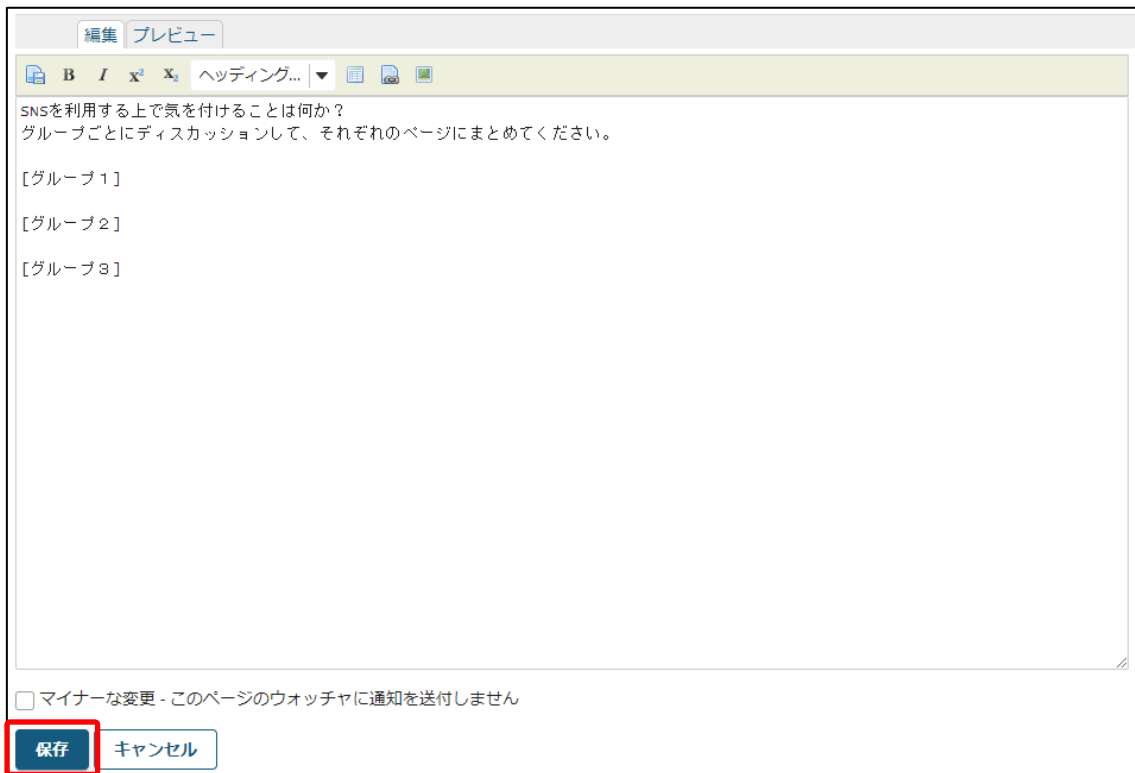 編集 プレビュー
B I x² X₂ ヘッディング...
SNSを利用する上で気を付けることは何か？
グループごとにディスカッションして、それぞれのページにまとめてください。
[グループ１]
[グループ２]
[グループ３]
マイナーな変更 - このページのウォッチャに通知を送付しません
保存 キャンセル